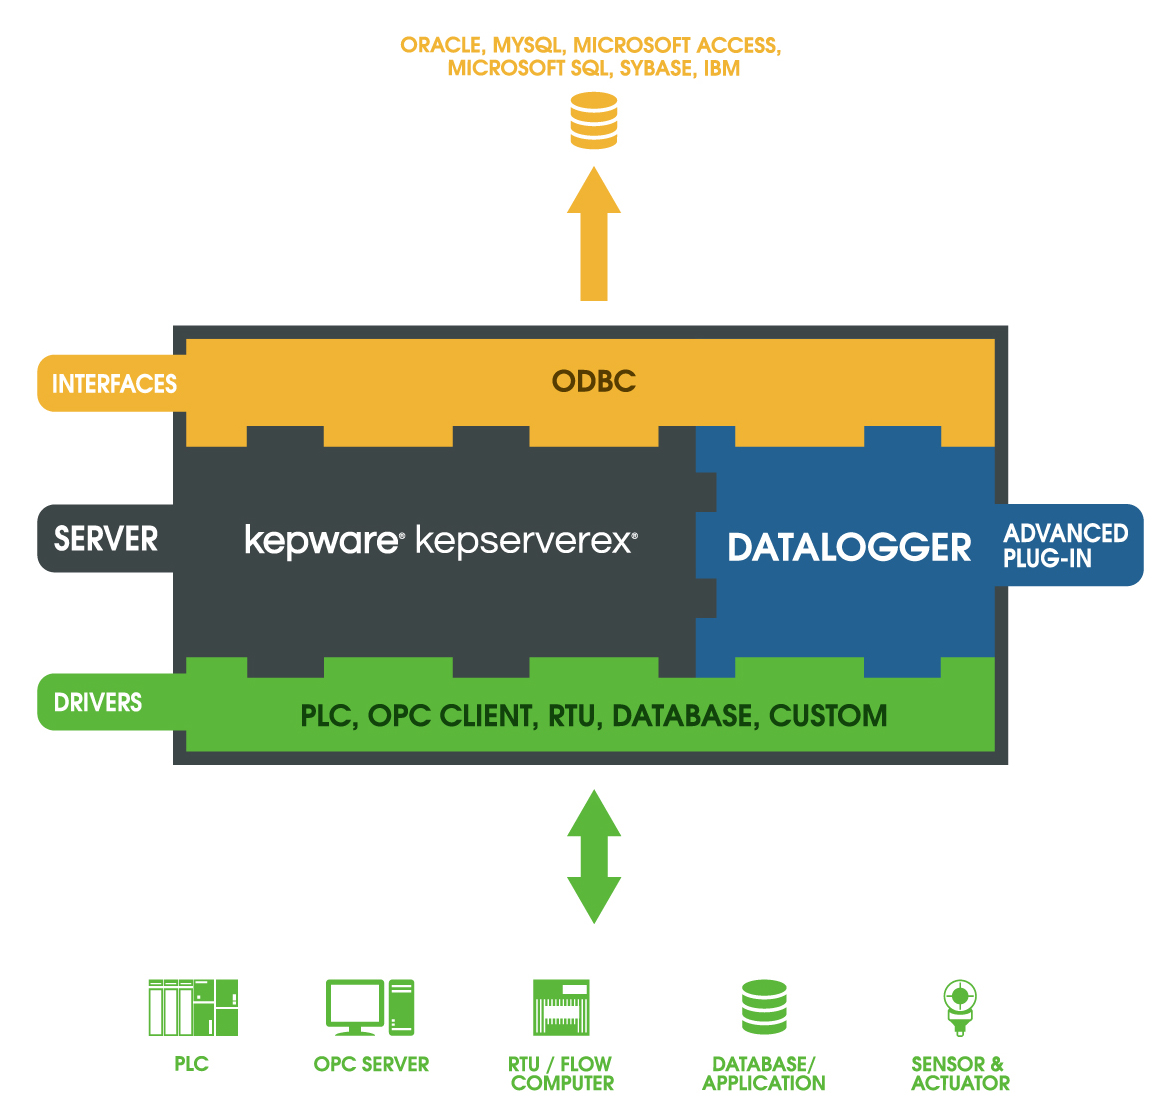 ORACLE, MYSQL, MICROSOFT ACCESS,
MICROSOFT SQL, SYBASE, IBM
INTERFACES
ODBC
SERVER
kepware® kepserverex®
DATALOGGER
ADVANCED
PLUG-IN
DRIVERS
PLC, OPC CLIENT, RTU, DATABASE, CUSTOM
PLC
OPC SERVER
RTU / FLOW
COMPUTER
DATABASE/
APPLICATION
SENSOR &
ACTUATOR